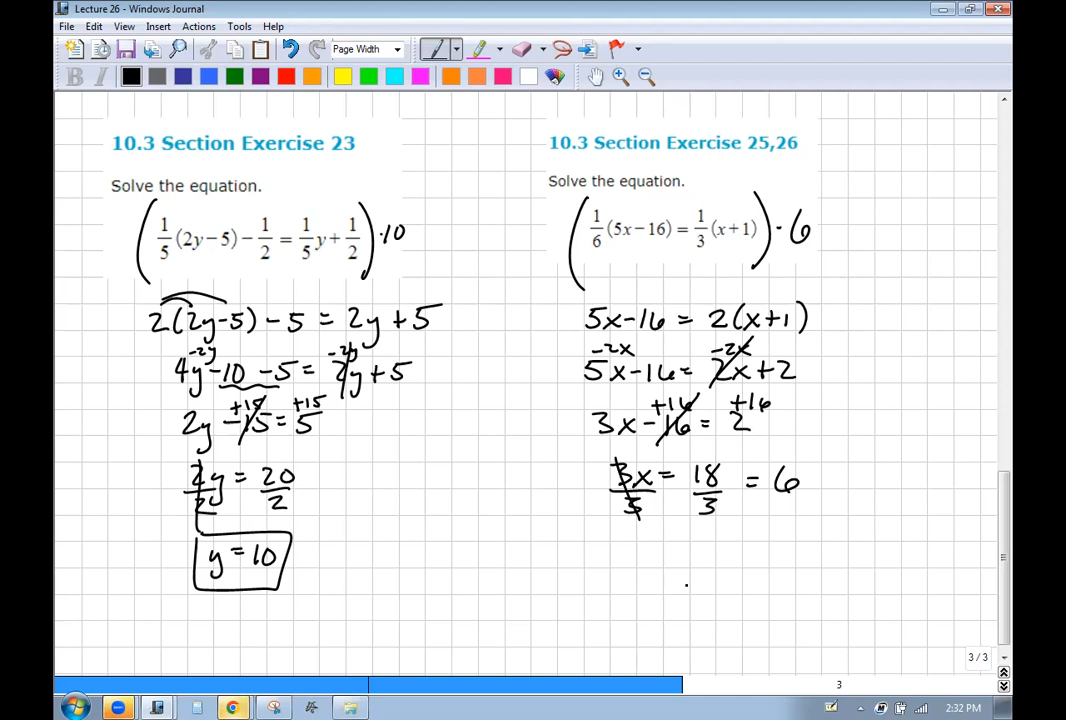 Lecture 26 - Windows Journal
File Edit View Insert Actions Tools Help
Page Width
B I
10.3 Section Exercise 23
Solve the equation.
(1/5 (2y − 5) − 1/2 = 1/5 y + 1/2) · 10
2(2y-5) - 5 = 2y + 5
-2y -2y
4y - 10 - 5 = 2y + 5
+15 +15
2y - 15 = 5
2y/2 = 20/2
y = 10
10.3 Section Exercise 25,26
Solve the equation.
(1/6 (5x − 16) = 1/3 (x + 1)) · 6
5x - 16 = 2(x+1)
-2x -2x
5x - 16 = 2x + 2
+16 +16
3x - 16 = 2
3x/3 = 18/3 = 6
3 / 3
3
2:32 PM